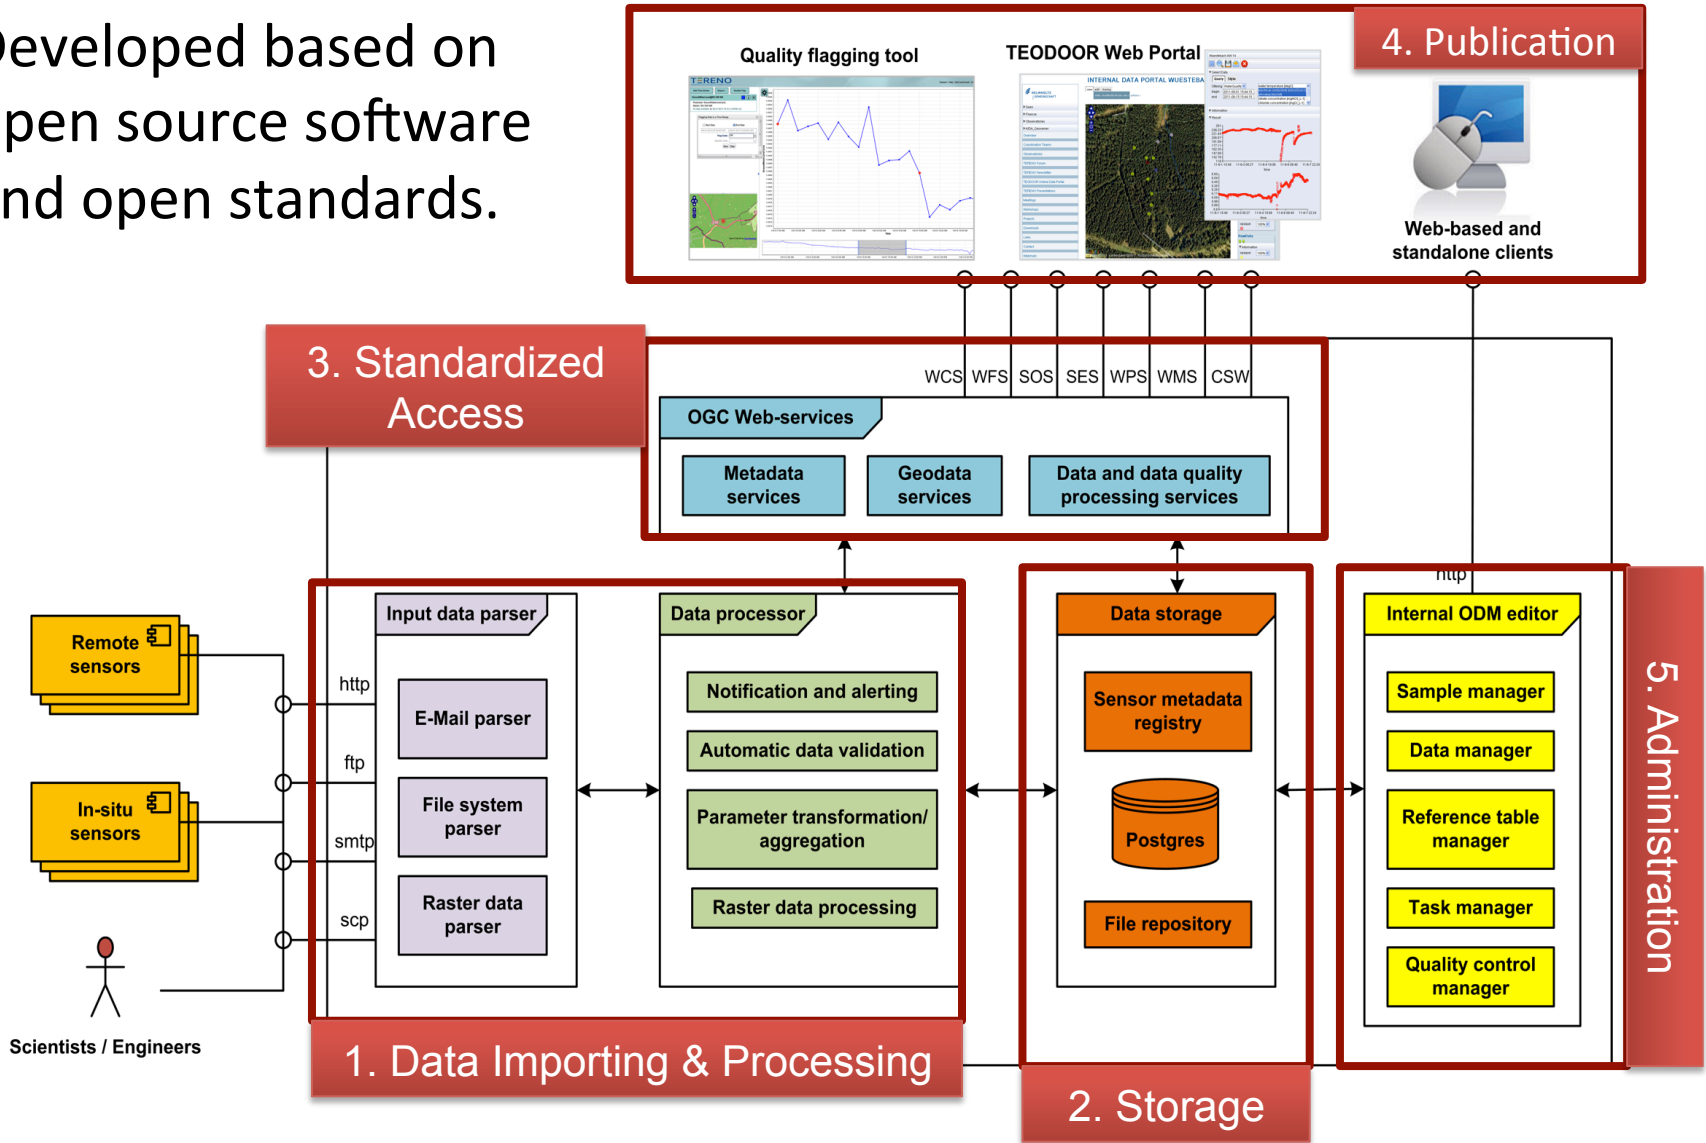 Developed based on
open source software
and open standards.
4. Publication
Quality flagging tool
TEODOOR Web Portal
TERENO
INTERNAL DATA PORTAL WUESTEBA
Web-based and
standalone clients
3. Standardized
Access
WCS WFS SOS SES WPS WMS CSW
OGC Web-services
Metadata
services
Geodata
services
Data and data quality
processing services
http
Remote
sensors
In-situ
sensors
Scientists / Engineers
http
ftp
smtp
scp
Input data parser
E-Mail parser
File system
parser
Raster data
parser
Data processor
Notification and alerting
Automatic data validation
Parameter transformation/
aggregation
Raster data processing
Data storage
Sensor metadata
registry
Postgres
File repository
Internal ODM editor
Sample manager
Data manager
Reference table
manager
Task manager
Quality control
manager
1. Data Importing & Processing
2. Storage
5. Administration